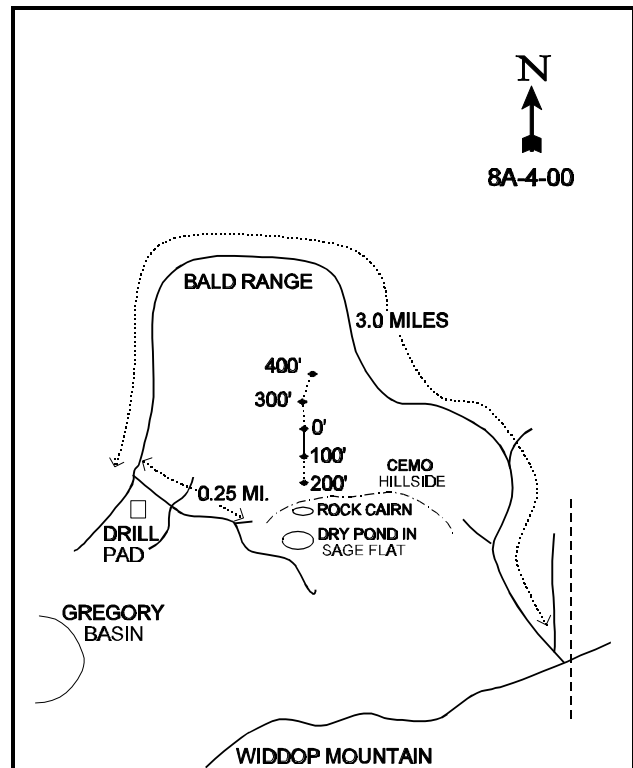 N
8A-4-00
BALD RANGE
3.0 MILES
400'
300'
0'
100'
200'
CEMO
HILLSIDE
0.25 MI.
ROCK CAIRN
DRILL
PAD
DRY POND IN
SAGE FLAT
GREGORY
BASIN
WIDDOP MOUNTAIN